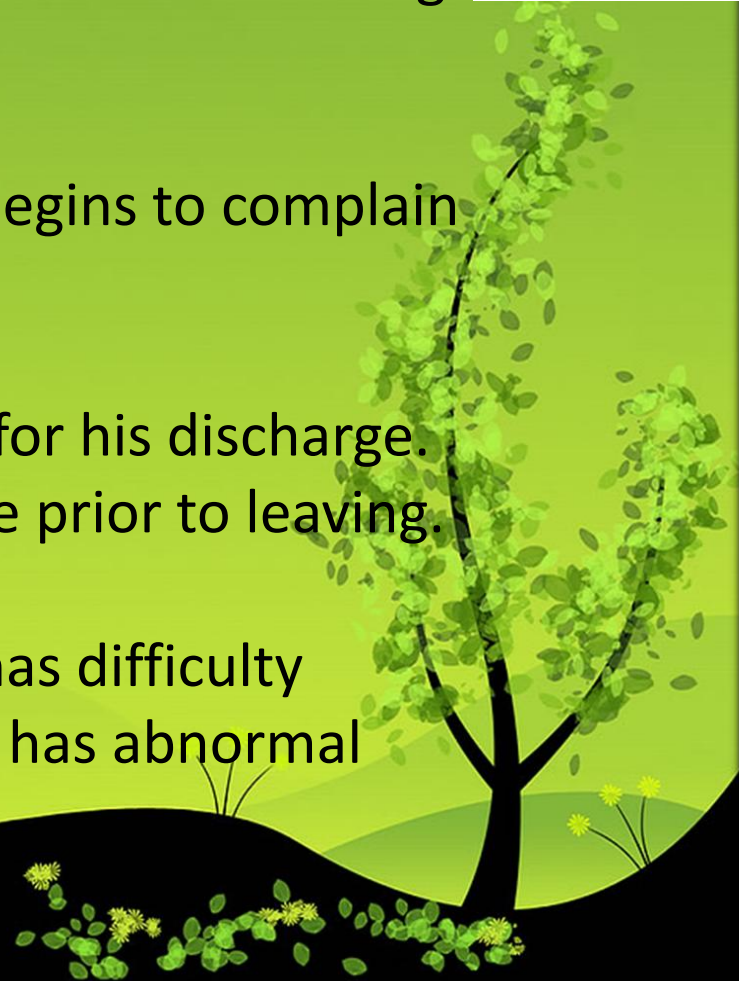 egins to complain
for his discharge.
e prior to leaving.
has difficulty
has abnormal